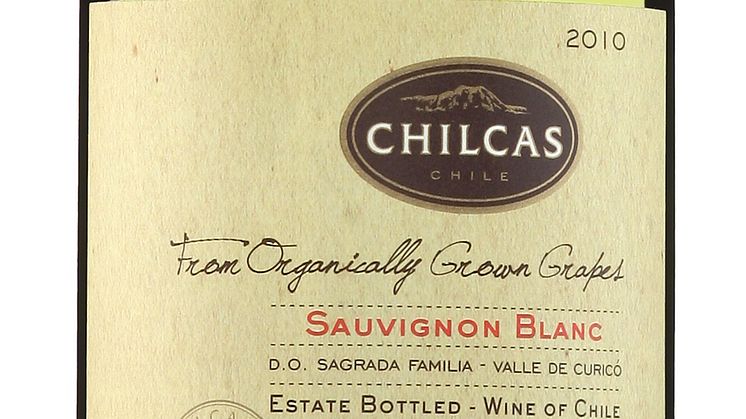 2010
CHILCAS
CHILE
From Organically Grown Grapes
SAUVIGNON BLANC
D.O. SAGRADA FAMILIA - VALLE DE CURICÓ
ESTATE BOTTLED - WINE OF CHILE